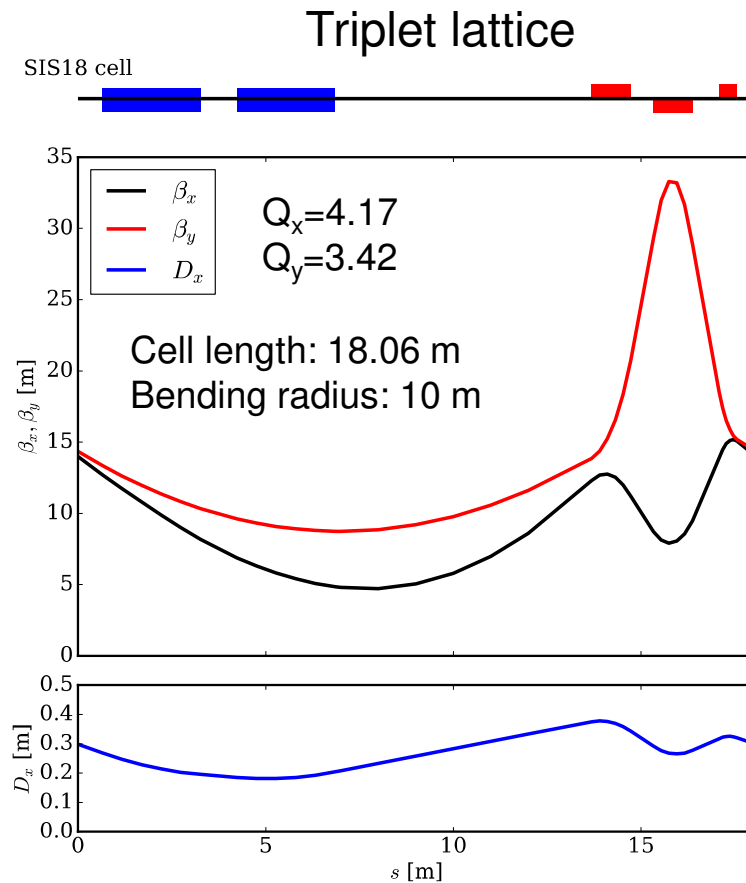 Triplet lattice
SIS18 cell
35
30
25
20
15
10
5
0
β_x, β_y [m]
β_x
β_y
D_x
Q_x=4.17
Q_y=3.42
Cell length: 18.06 m
Bending radius: 10 m
0.5
0.4
0.3
0.2
0.1
0.0
D_x [m]
0
5
10
15
s [m]